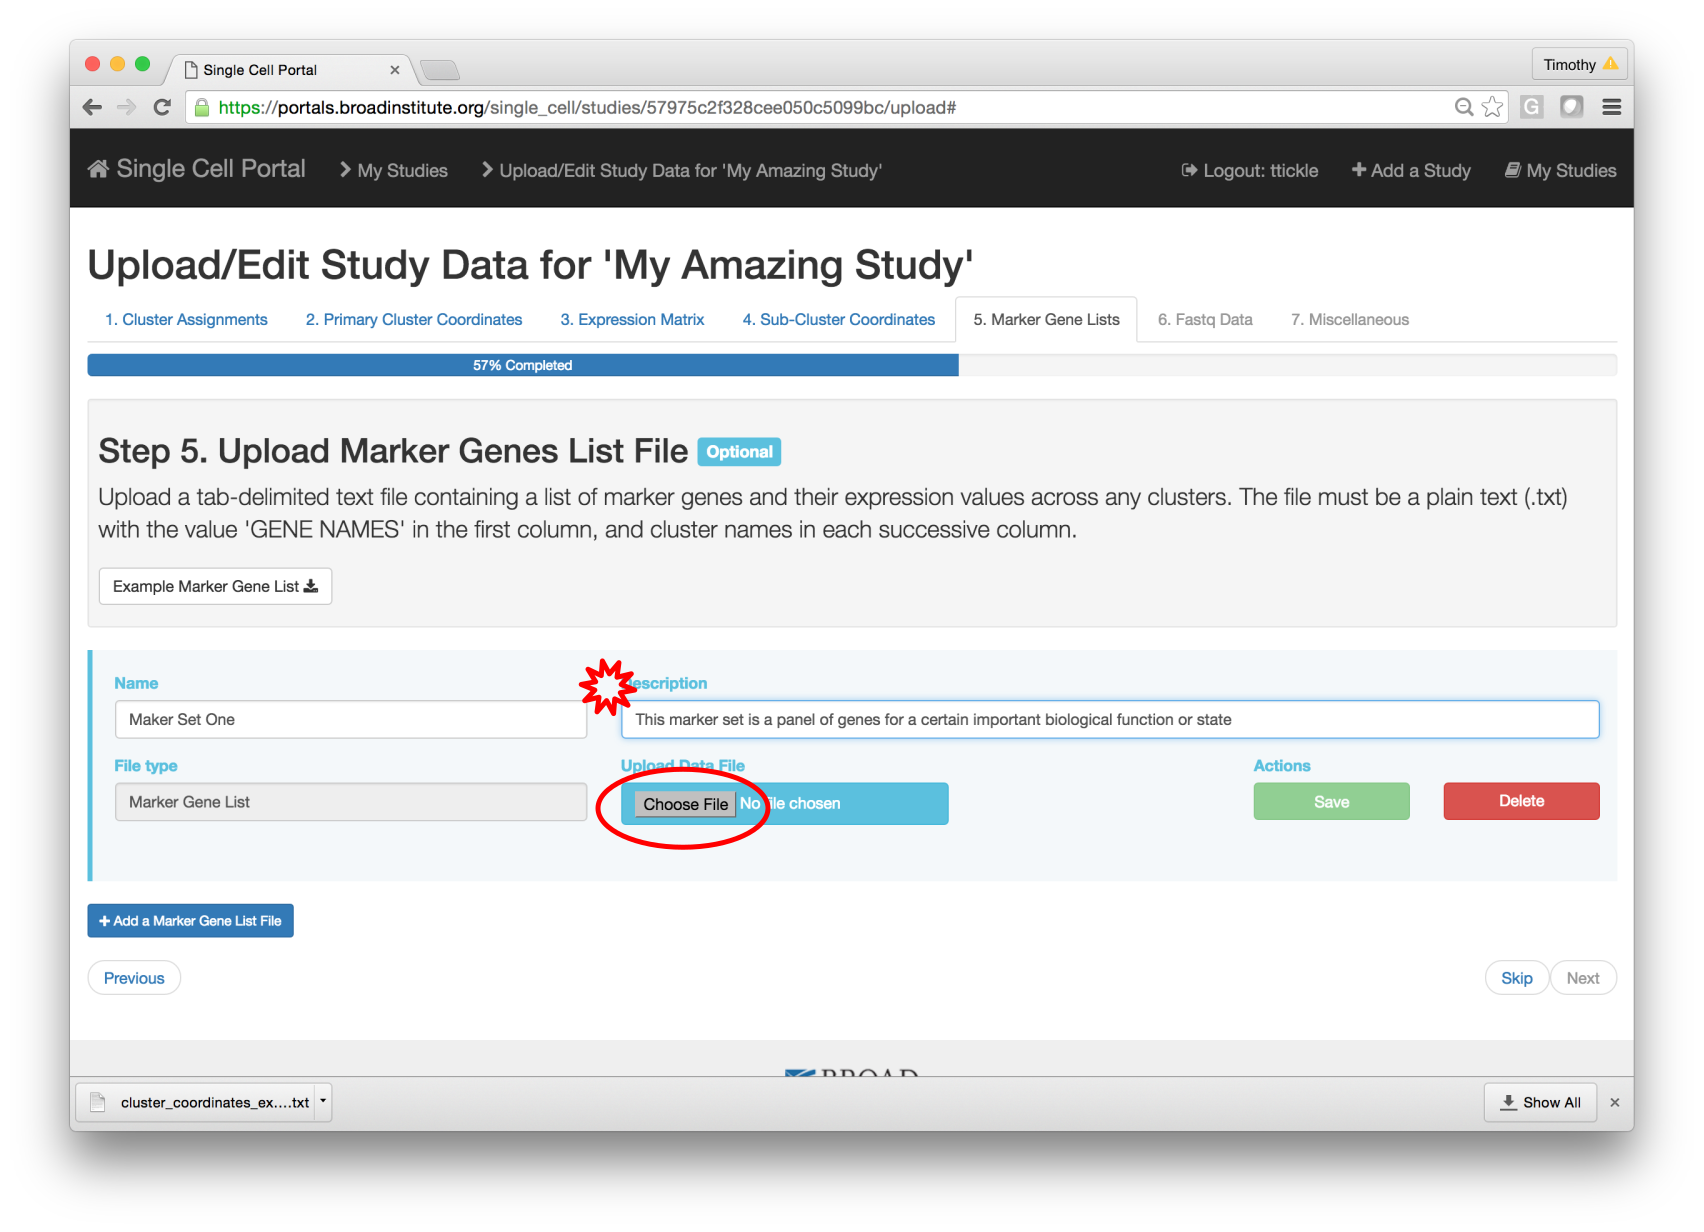 Single Cell Portal
Timothy
https://portals.broadinstitute.org/single_cell/studies/57975c2f328cee050c5099bc/upload#
G
Single Cell Portal
My Studies
Upload/Edit Study Data for 'My Amazing Study'
Logout: ttickle
Add a Study
My Studies
Upload/Edit Study Data for 'My Amazing Study'
1. Cluster Assignments
2. Primary Cluster Coordinates
3. Expression Matrix
4. Sub-Cluster Coordinates
5. Marker Gene Lists
6. Fastq Data
7. Miscellaneous
57% Completed
Step 5. Upload Marker Genes List File Optional
Upload a tab-delimited text file containing a list of marker genes and their expression values across any clusters. The file must be a plain text (.txt)
with the value 'GENE NAMES' in the first column, and cluster names in each successive column.
Example Marker Gene List
Name
escription
Maker Set One
This marker set is a panel of genes for a certain important biological function or state
File type
Upload Data File
Actions
Marker Gene List
Choose File No file chosen
Save
Delete
+ Add a Marker Gene List File
Previous
Skip
Next
BROAD
cluster_coordinates_ex....txt
Show All